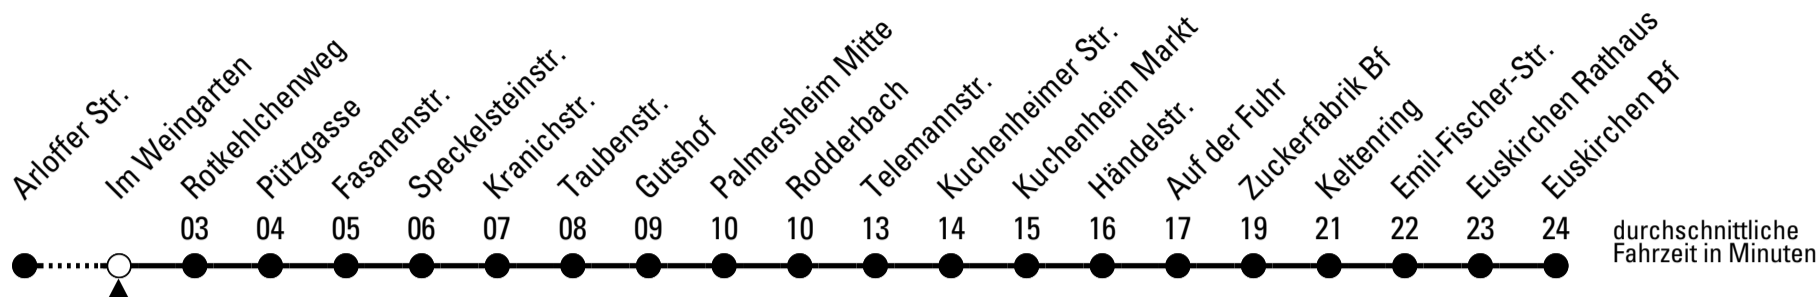 Arloffer Str.
Im Weingarten
Rotkehlchenweg
Pützgasse
Fasanenstr.
Speckelsteinstr.
Kranichstr.
Taubenstr.
Gutshof
Palmersheim Mitte
Rodderbach
Telemannstr.
Kuchenheimer Str.
Kuchenheim Markt
Händelstr.
Auf der Fuhr
Zuckerfabrik Bf
Keltenring
Emil-Fischer-Str.
Euskirchen Rathaus
Euskirchen Bf
03 04 05 06 07 08 09 10 10 13 14 15 16 17 19 21 22 23 24
durchschnittliche
Fahrzeit in Minuten